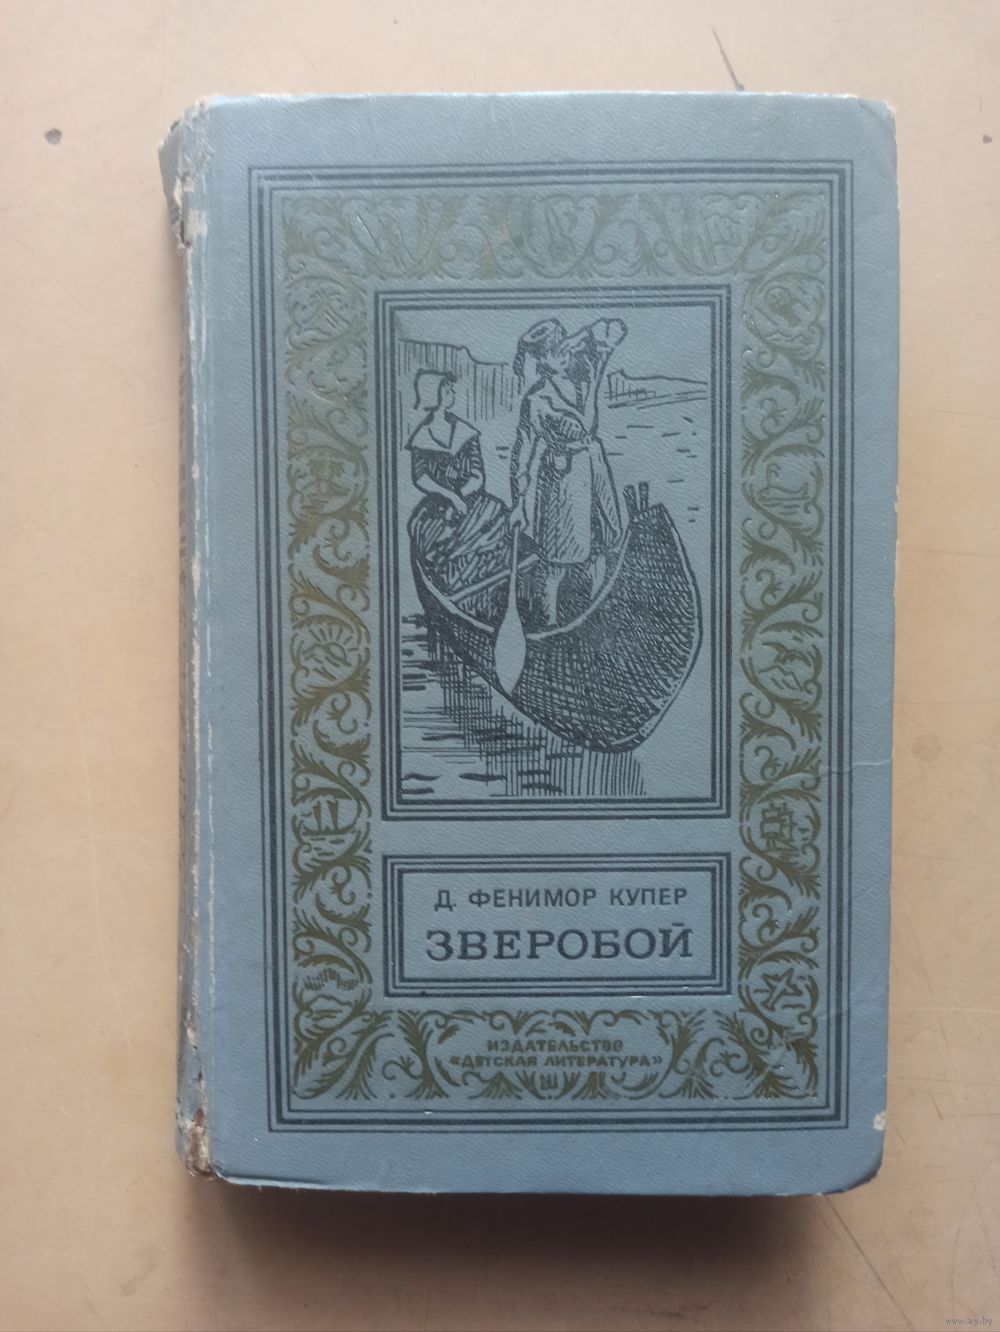 Д. ФЕНИМОР КУПЕР
ЗВЕРОБОЙ
ИЗДАТЕЛЬСТВО
«ДЕТСКАЯ ЛИТЕРАТУРА»
www.ay.by